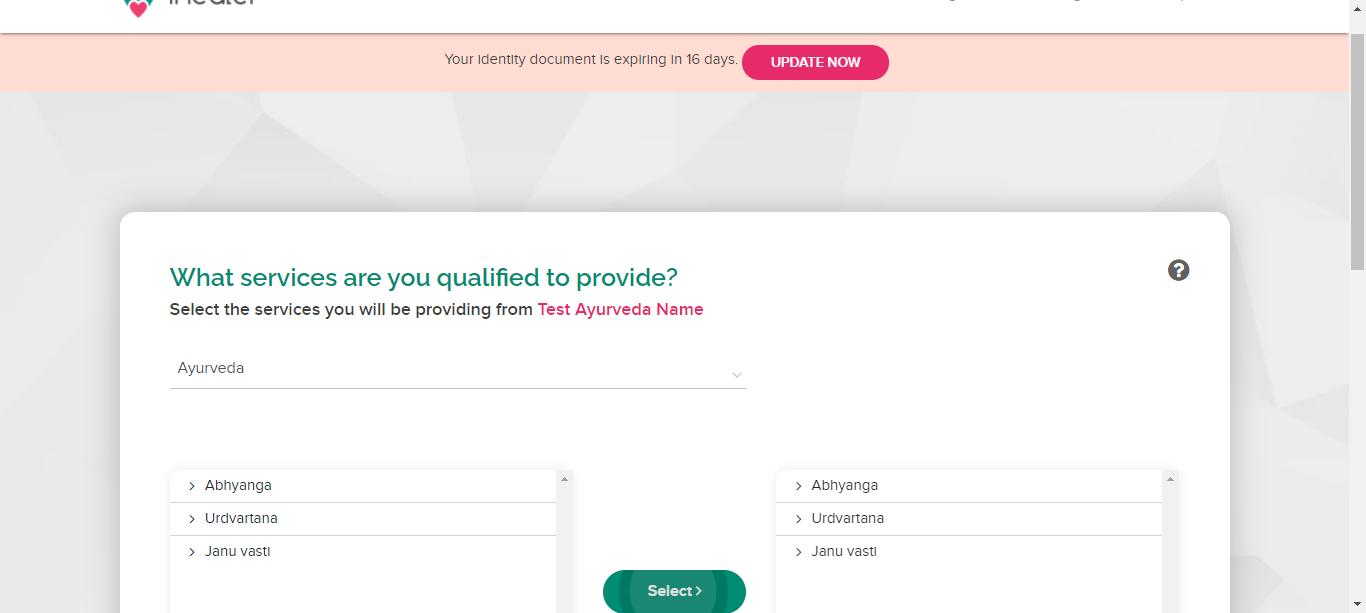 Your identity document is expiring in 16 days. UPDATE NOW
What services are you qualified to provide?
Select the services you will be providing from Test Ayurveda Name
Ayurveda
Abhyanga
Urdvartana
Janu vasti
Select
Abhyanga
Urdvartana
Janu vasti